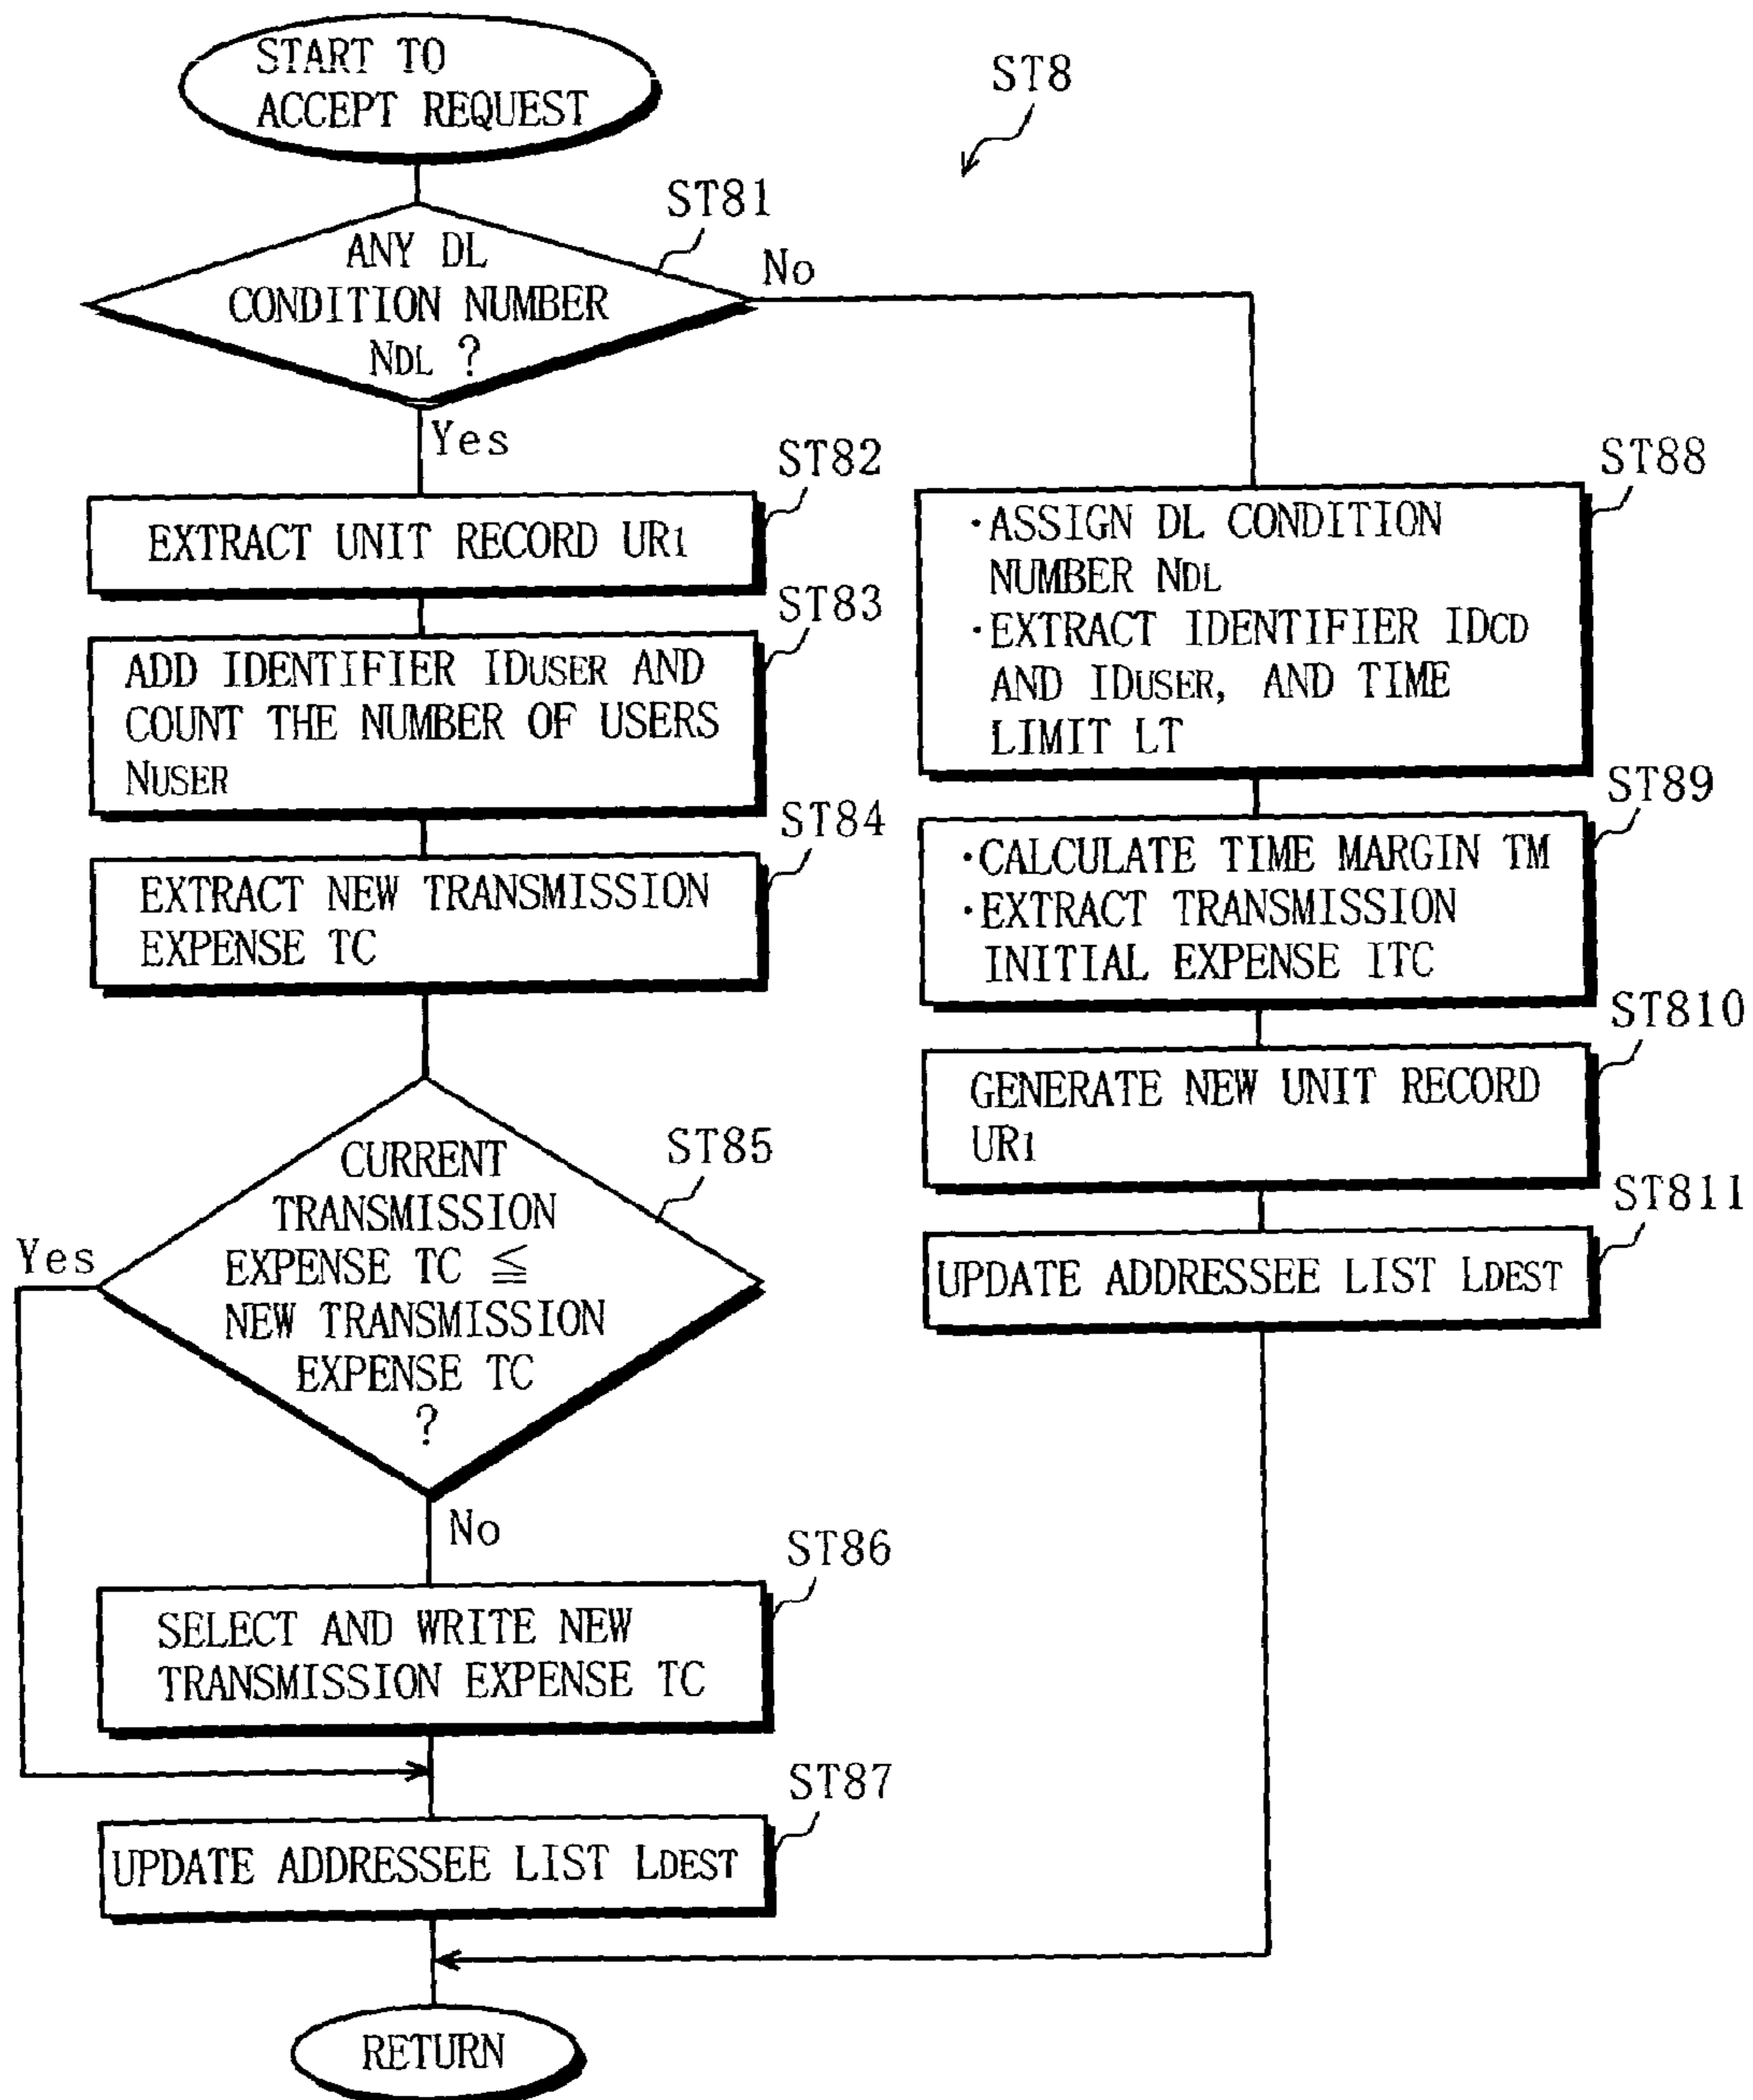 START TO
ACCEPT REQUEST
ST8
ST81
ANY DL
CONDITION NUMBER
NDL ?
No
Yes
ST82
EXTRACT UNIT RECORD UR1
ST83
ADD IDENTIFIER IDUSER AND
COUNT THE NUMBER OF USERS
NUSER
ST84
EXTRACT NEW TRANSMISSION
EXPENSE TC
ST85
CURRENT
TRANSMISSION
EXPENSE TC ≦
NEW TRANSMISSION
EXPENSE TC
?
Yes
No
ST86
SELECT AND WRITE NEW
TRANSMISSION EXPENSE TC
ST87
UPDATE ADDRESSEE LIST LDEST
ST88
·ASSIGN DL CONDITION
NUMBER NDL
·EXTRACT IDENTIFIER IDCD
AND IDUSER, AND TIME
LIMIT LT
ST89
·CALCULATE TIME MARGIN TM
·EXTRACT TRANSMISSION
INITIAL EXPENSE ITC
ST810
GENERATE NEW UNIT RECORD
UR1
ST811
UPDATE ADDRESSEE LIST LDEST
RETURN